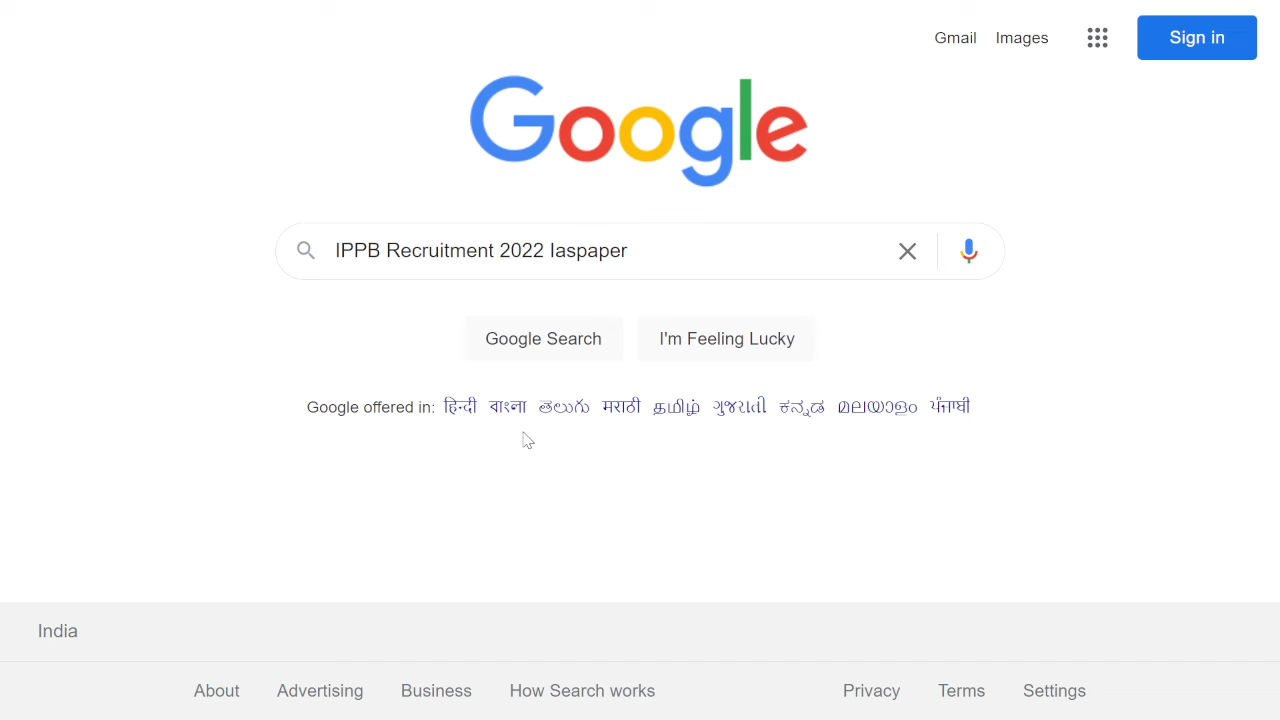 Gmail Images Sign in
Google
IPPB Recruitment 2022 Iaspaper
Google Search I'm Feeling Lucky
Google offered in: हिन्दी বাংলা తెలుగు मराठी தமிழ் ગુજરાતી ಕನ್ನಡ മലയാളം ਪੰਜਾਬੀ
India
About Advertising Business How Search works Privacy Terms Settings